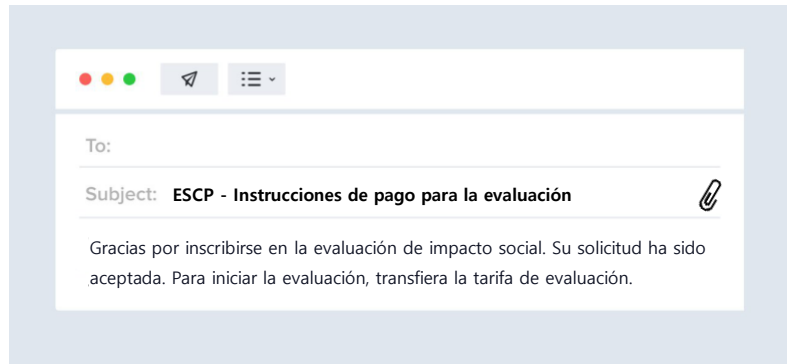 To:
Subject: ESCP - Instrucciones de pago para la evaluación
Gracias por inscribirse en la evaluación de impacto social. Su solicitud ha sido
aceptada. Para iniciar la evaluación, transfiera la tarifa de evaluación.